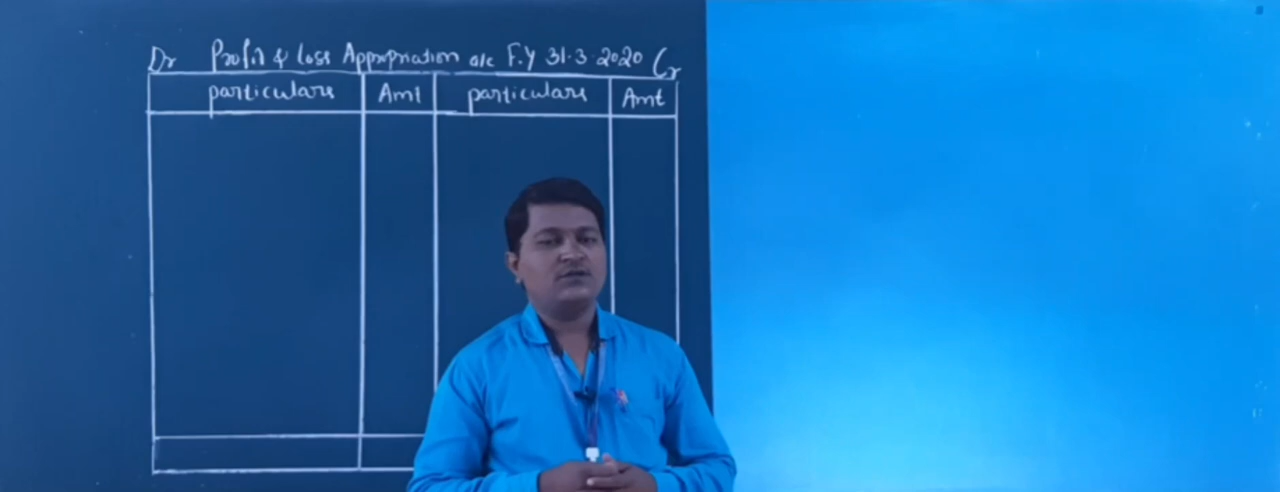 Dr Profit & Loss Appropriation a/c F.Y 31.3.2020 Cr
particulars Amt particulars Amt